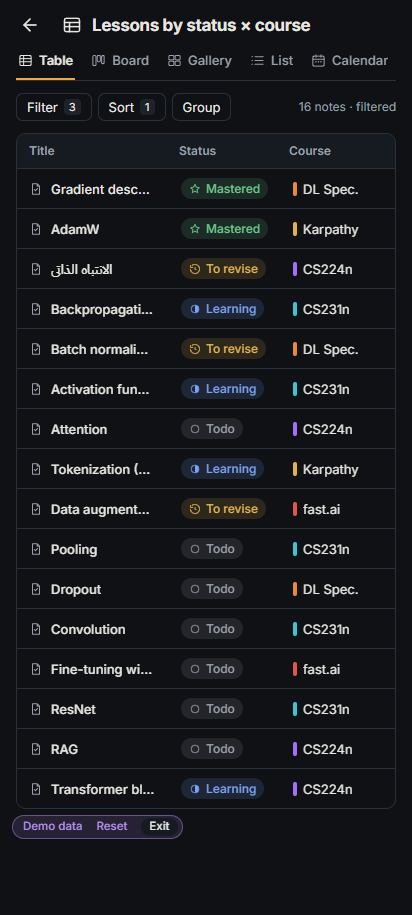 Lessons by status × course
Table Board Gallery List Calendar
Filter 3 Sort 1 Group 16 notes · filtered
Title Status Course
Gradient desc... Mastered DL Spec.
AdamW Mastered Karpathy
الانتباه الذاتي To revise CS224n
Backpropagati... Learning CS231n
Batch normali... To revise DL Spec.
Activation fun... Learning CS231n
Attention Todo CS224n
Tokenization (... Learning Karpathy
Data augment... To revise fast.ai
Pooling Todo CS231n
Dropout Todo DL Spec.
Convolution Todo CS231n
Fine-tuning wi... Todo fast.ai
ResNet Todo CS231n
RAG Todo CS224n
Transformer bl... Learning CS224n
Demo data Reset Exit